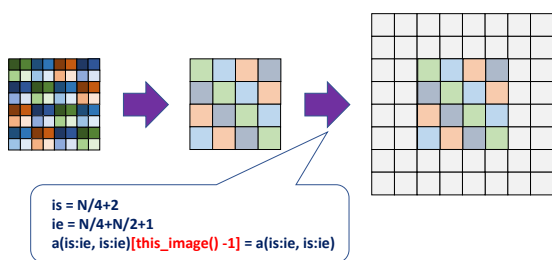 is = N/4+2
ie = N/4+N/2+1
a(is:ie, is:ie)[this_image() -1] = a(is:ie, is:ie)